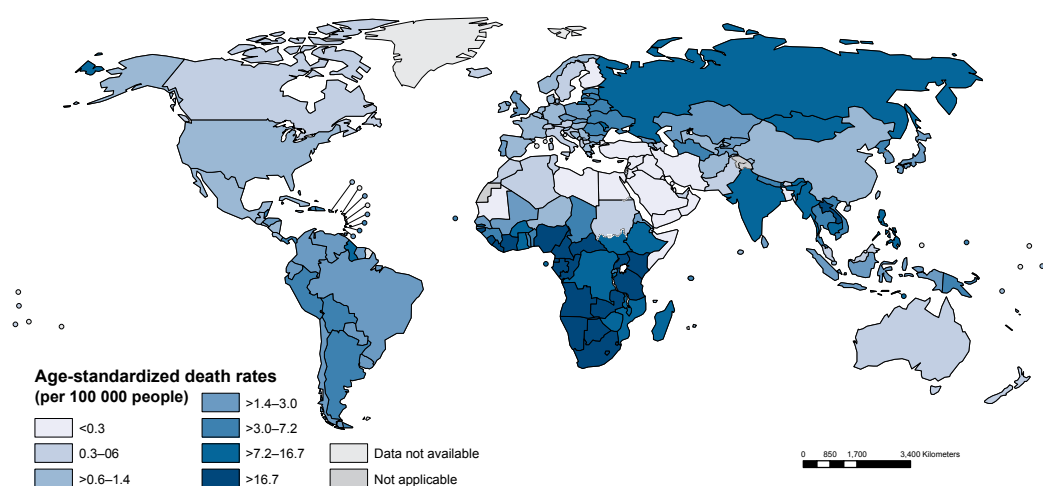 Age-standardized death rates
(per 100 000 people)
<0.3
0.3–06
>0.6–1.4
>1.4–3.0
>3.0–7.2
>7.2–16.7
>16.7
Data not available
Not applicable
0 850 1,700 3,400 Kilometers